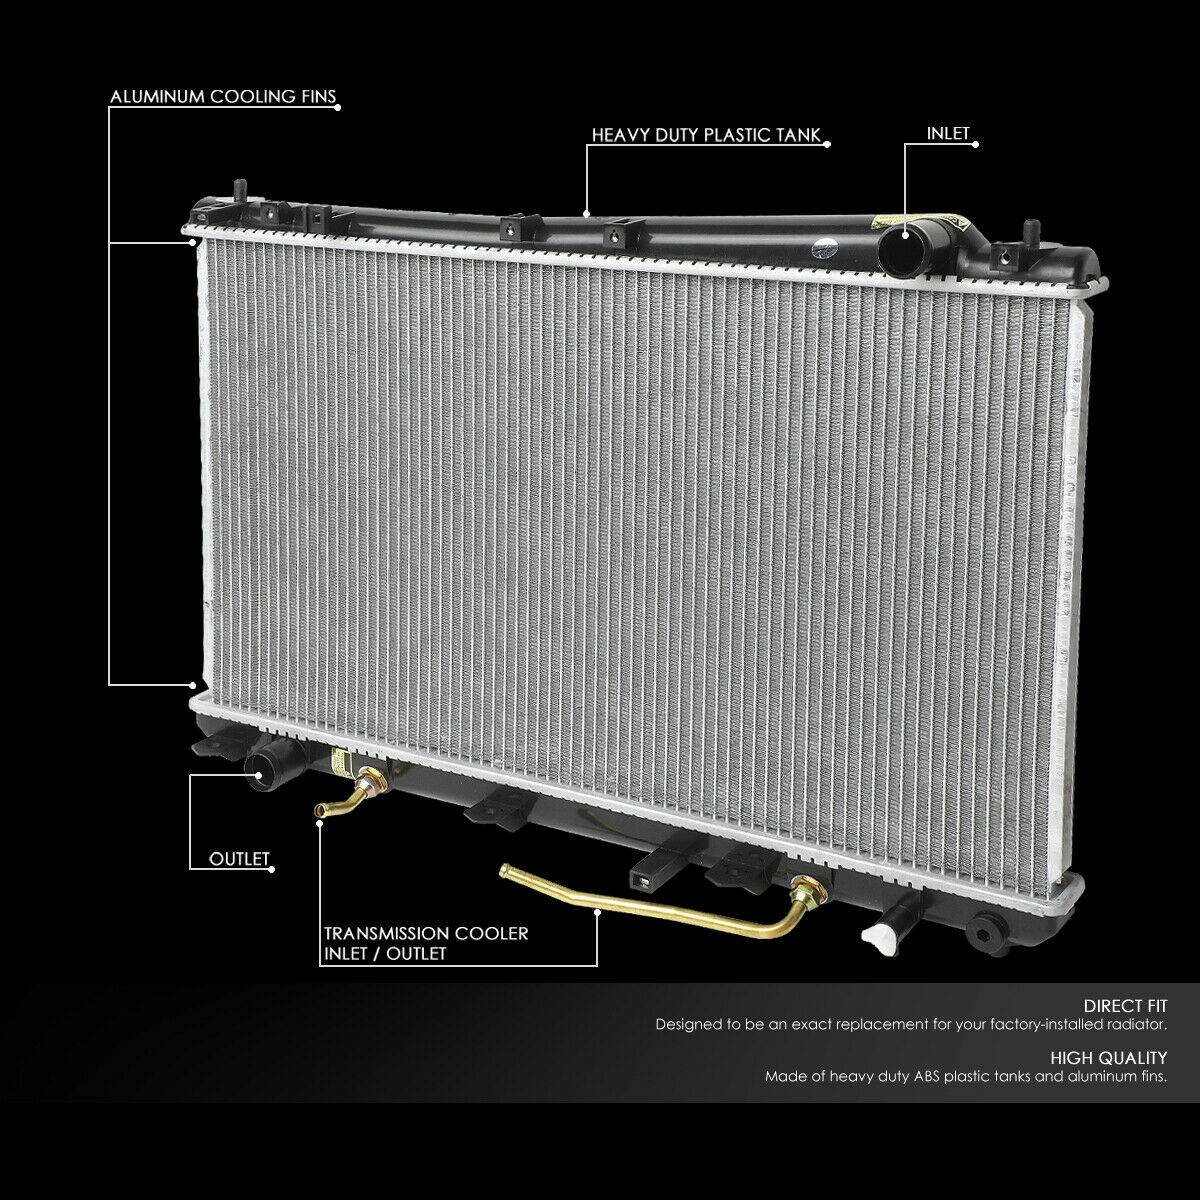 ALUMINUM COOLING FINS
HEAVY DUTY PLASTIC TANK
INLET
OUTLET
TRANSMISSION COOLER
INLET / OUTLET
DIRECT FIT
Designed to be an exact replacement for your factory-installed radiator.
HIGH QUALITY
Made of heavy duty ABS plastic tanks and aluminum fins.